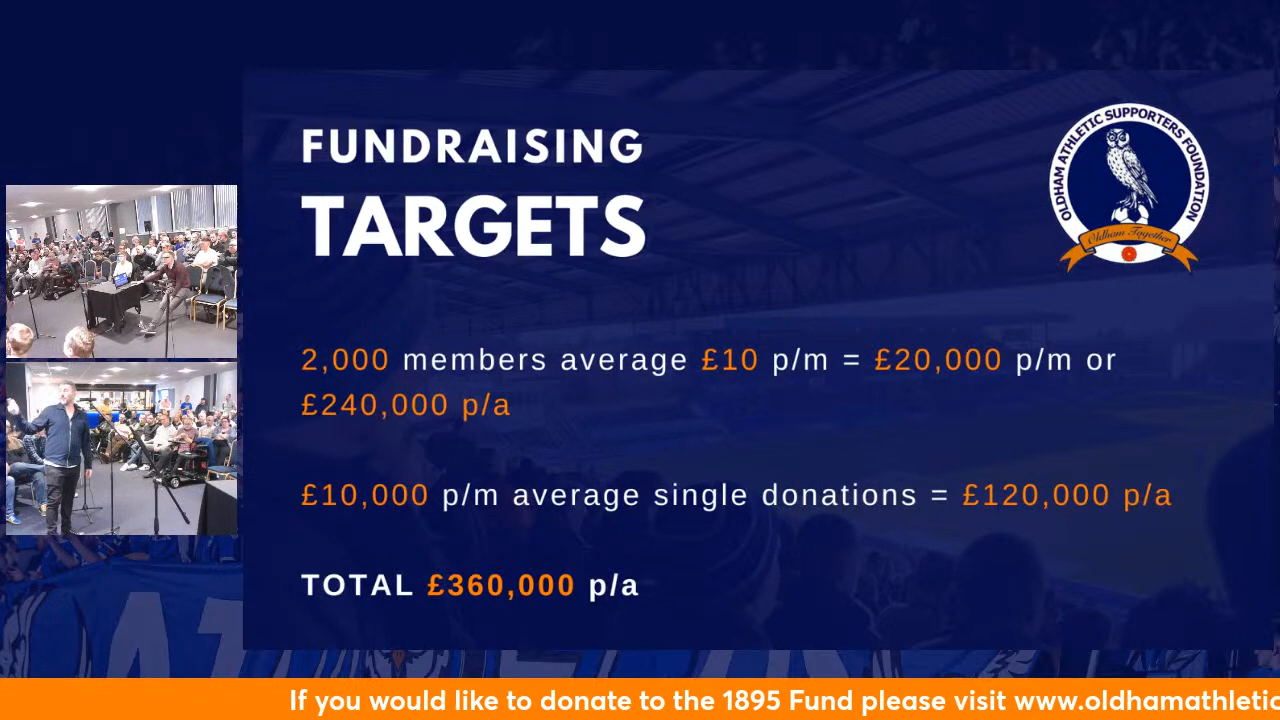 FUNDRAISING
TARGETS
OLDHAM ATHLETIC SUPPORTERS FOUNDATION
Oldham Together
2,000 members average £10 p/m = £20,000 p/m or
£240,000 p/a
£10,000 p/m average single donations = £120,000 p/a
TOTAL £360,000 p/a
If you would like to donate to the 1895 Fund please visit www.oldhamathletic